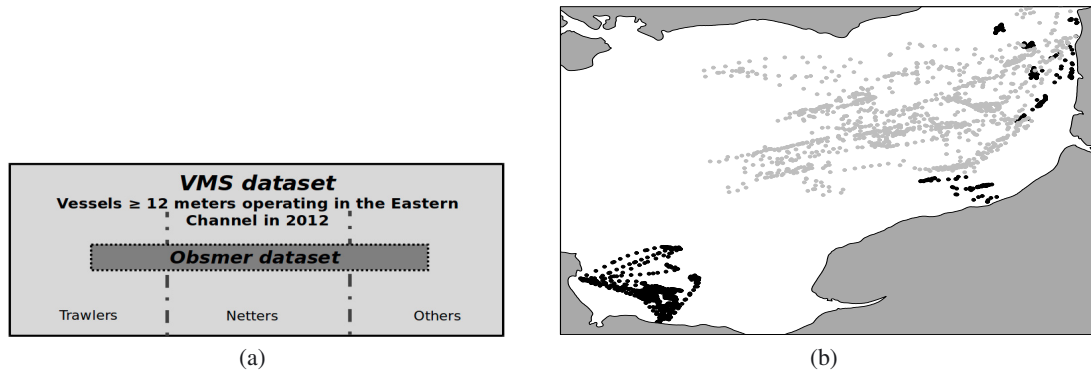 VMS dataset
Vessels ≥ 12 meters operating in the Eastern
Channel in 2012
Obsmer dataset
Trawlers Netters Others
(a) (b)